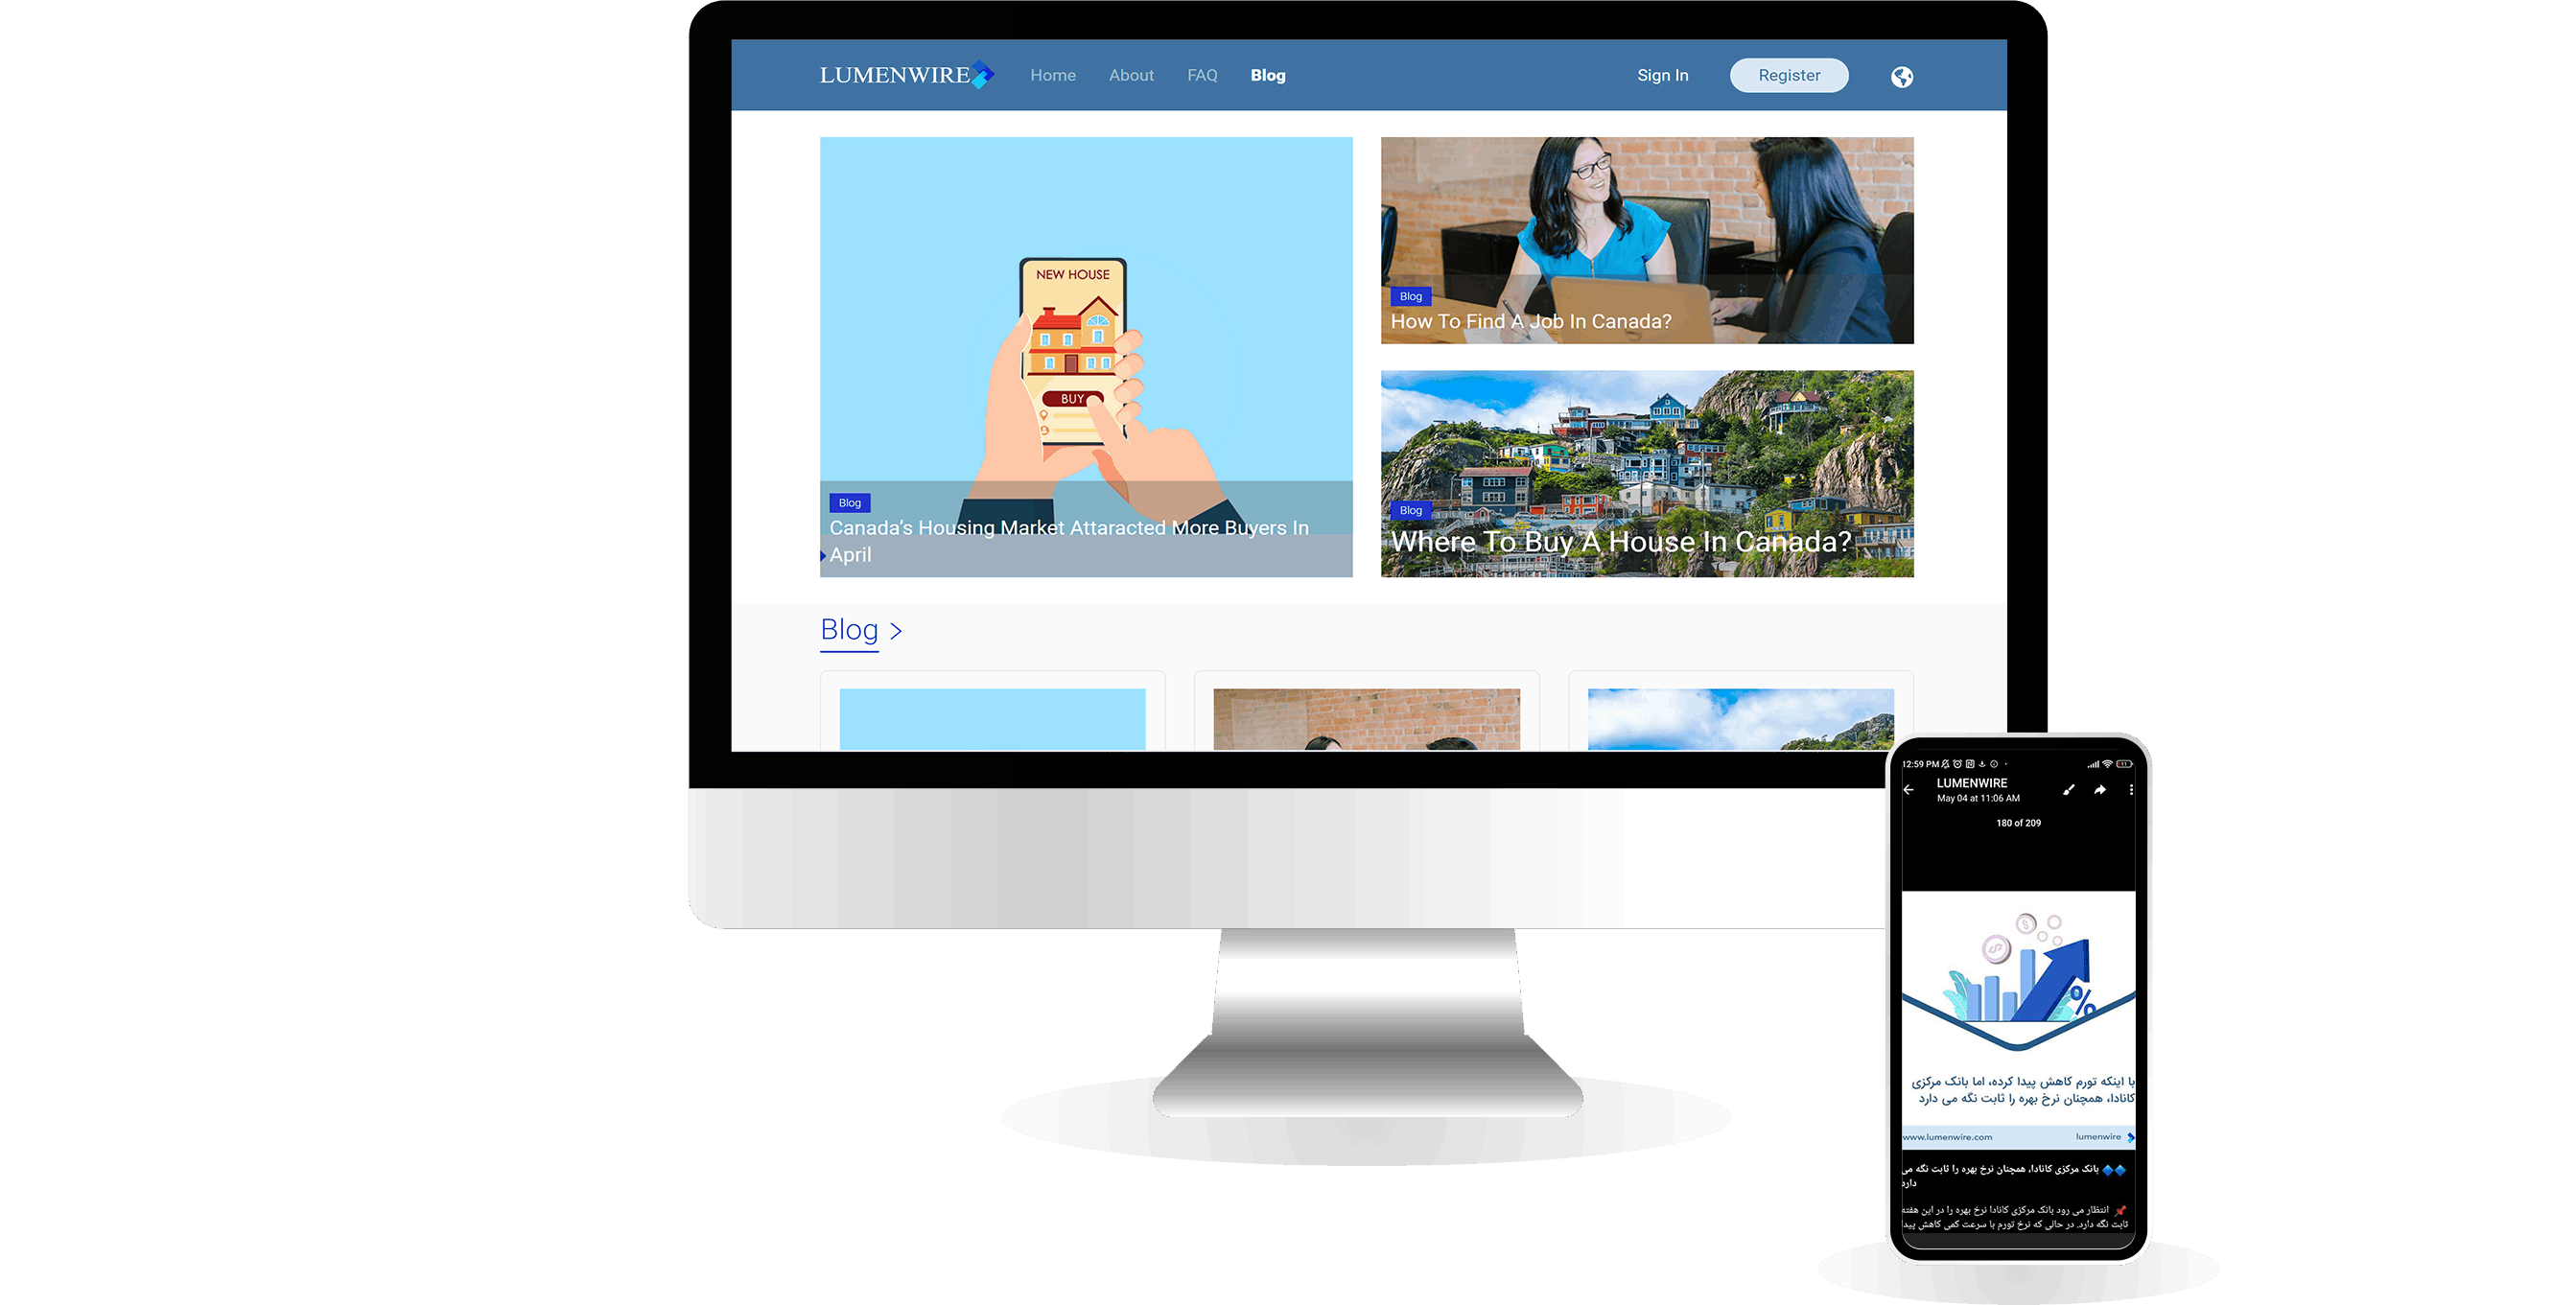 LUMENWIRE
Home About FAQ Blog Sign In Register
NEW HOUSE
BUY
Blog
Canada's Housing Market Attaracted More Buyers In
April
Blog
How To Find A Job In Canada?
Blog
Where To Buy A House In Canada?
Blog >
12:59 PM
11
LUMENWIRE
May 04 at 11:06 AM
180 of 209
%
با اینکه تورم کاهش پیدا کرده، اما بانک مرکزی
کانادا، همچنان نرخ بهره را ثابت نگه می دارد
www.lumenwire.com lumenwire
بانک مرکزی کانادا، همچنان نرخ بهره را ثابت نگه می
دارد
انتظار می رود بانک مرکزی کانادا نرخ بهره را در این هفته
ثابت نگه دارد. در حالی که نرخ تورم با سرعت کمی کاهش پیدا